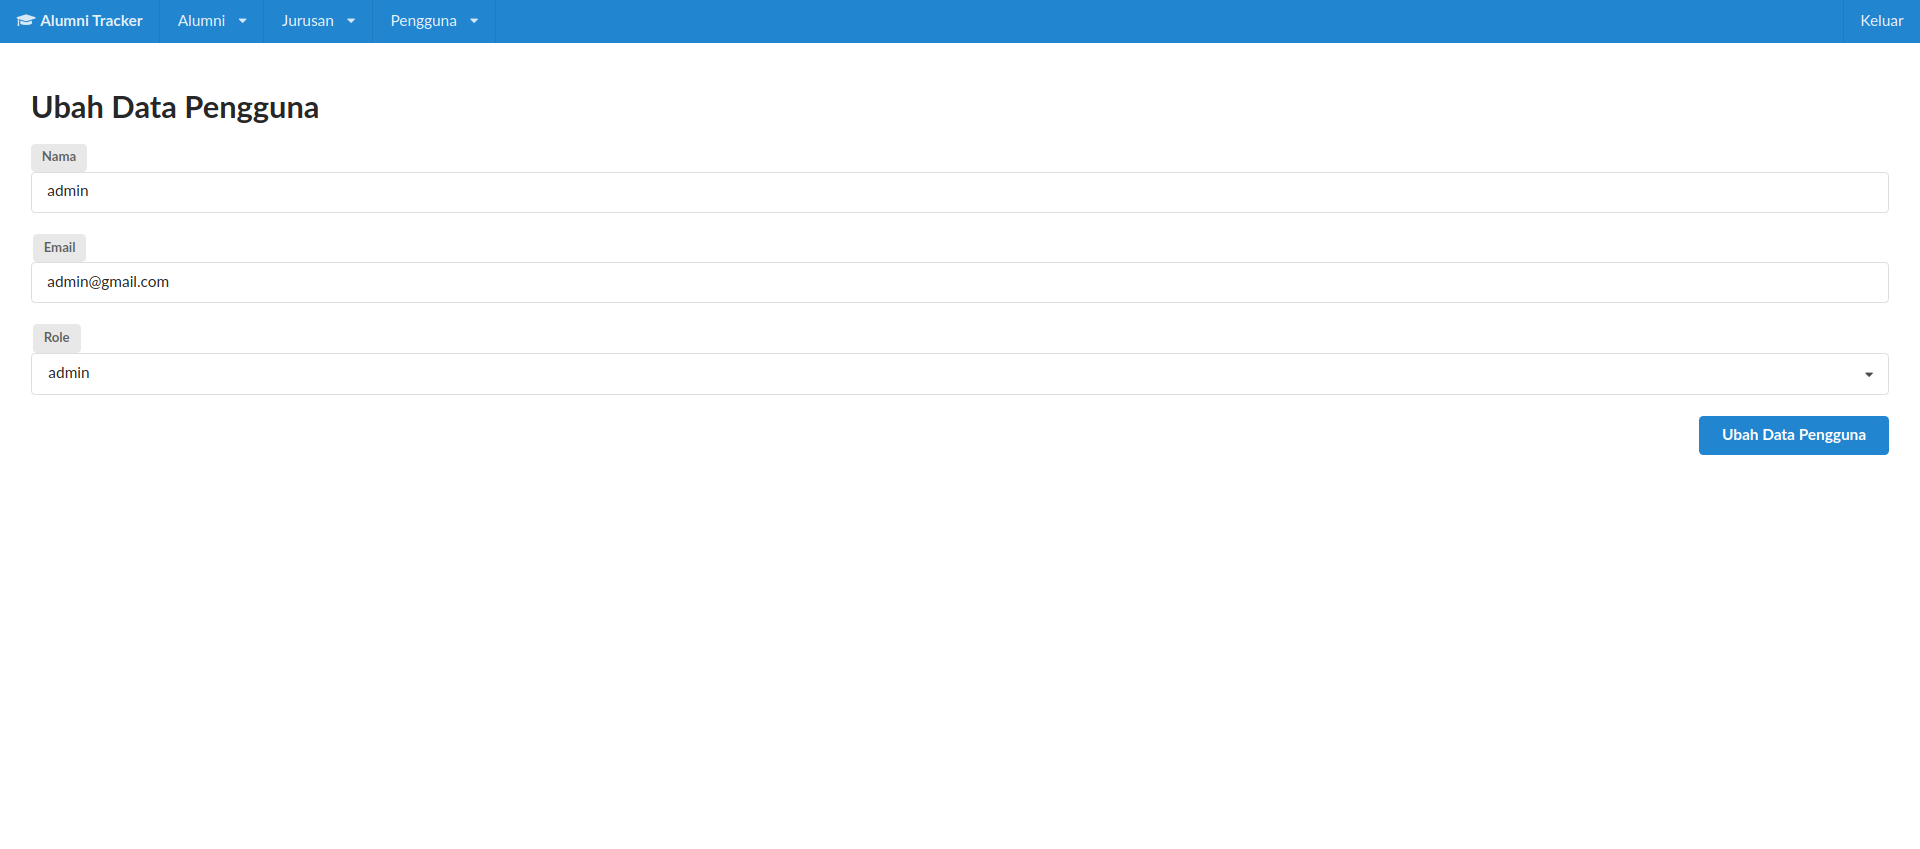 Alumni Tracker Alumni Jurusan Pengguna Keluar
Ubah Data Pengguna
Nama
admin
Email
admin@gmail.com
Role
admin
Ubah Data Pengguna